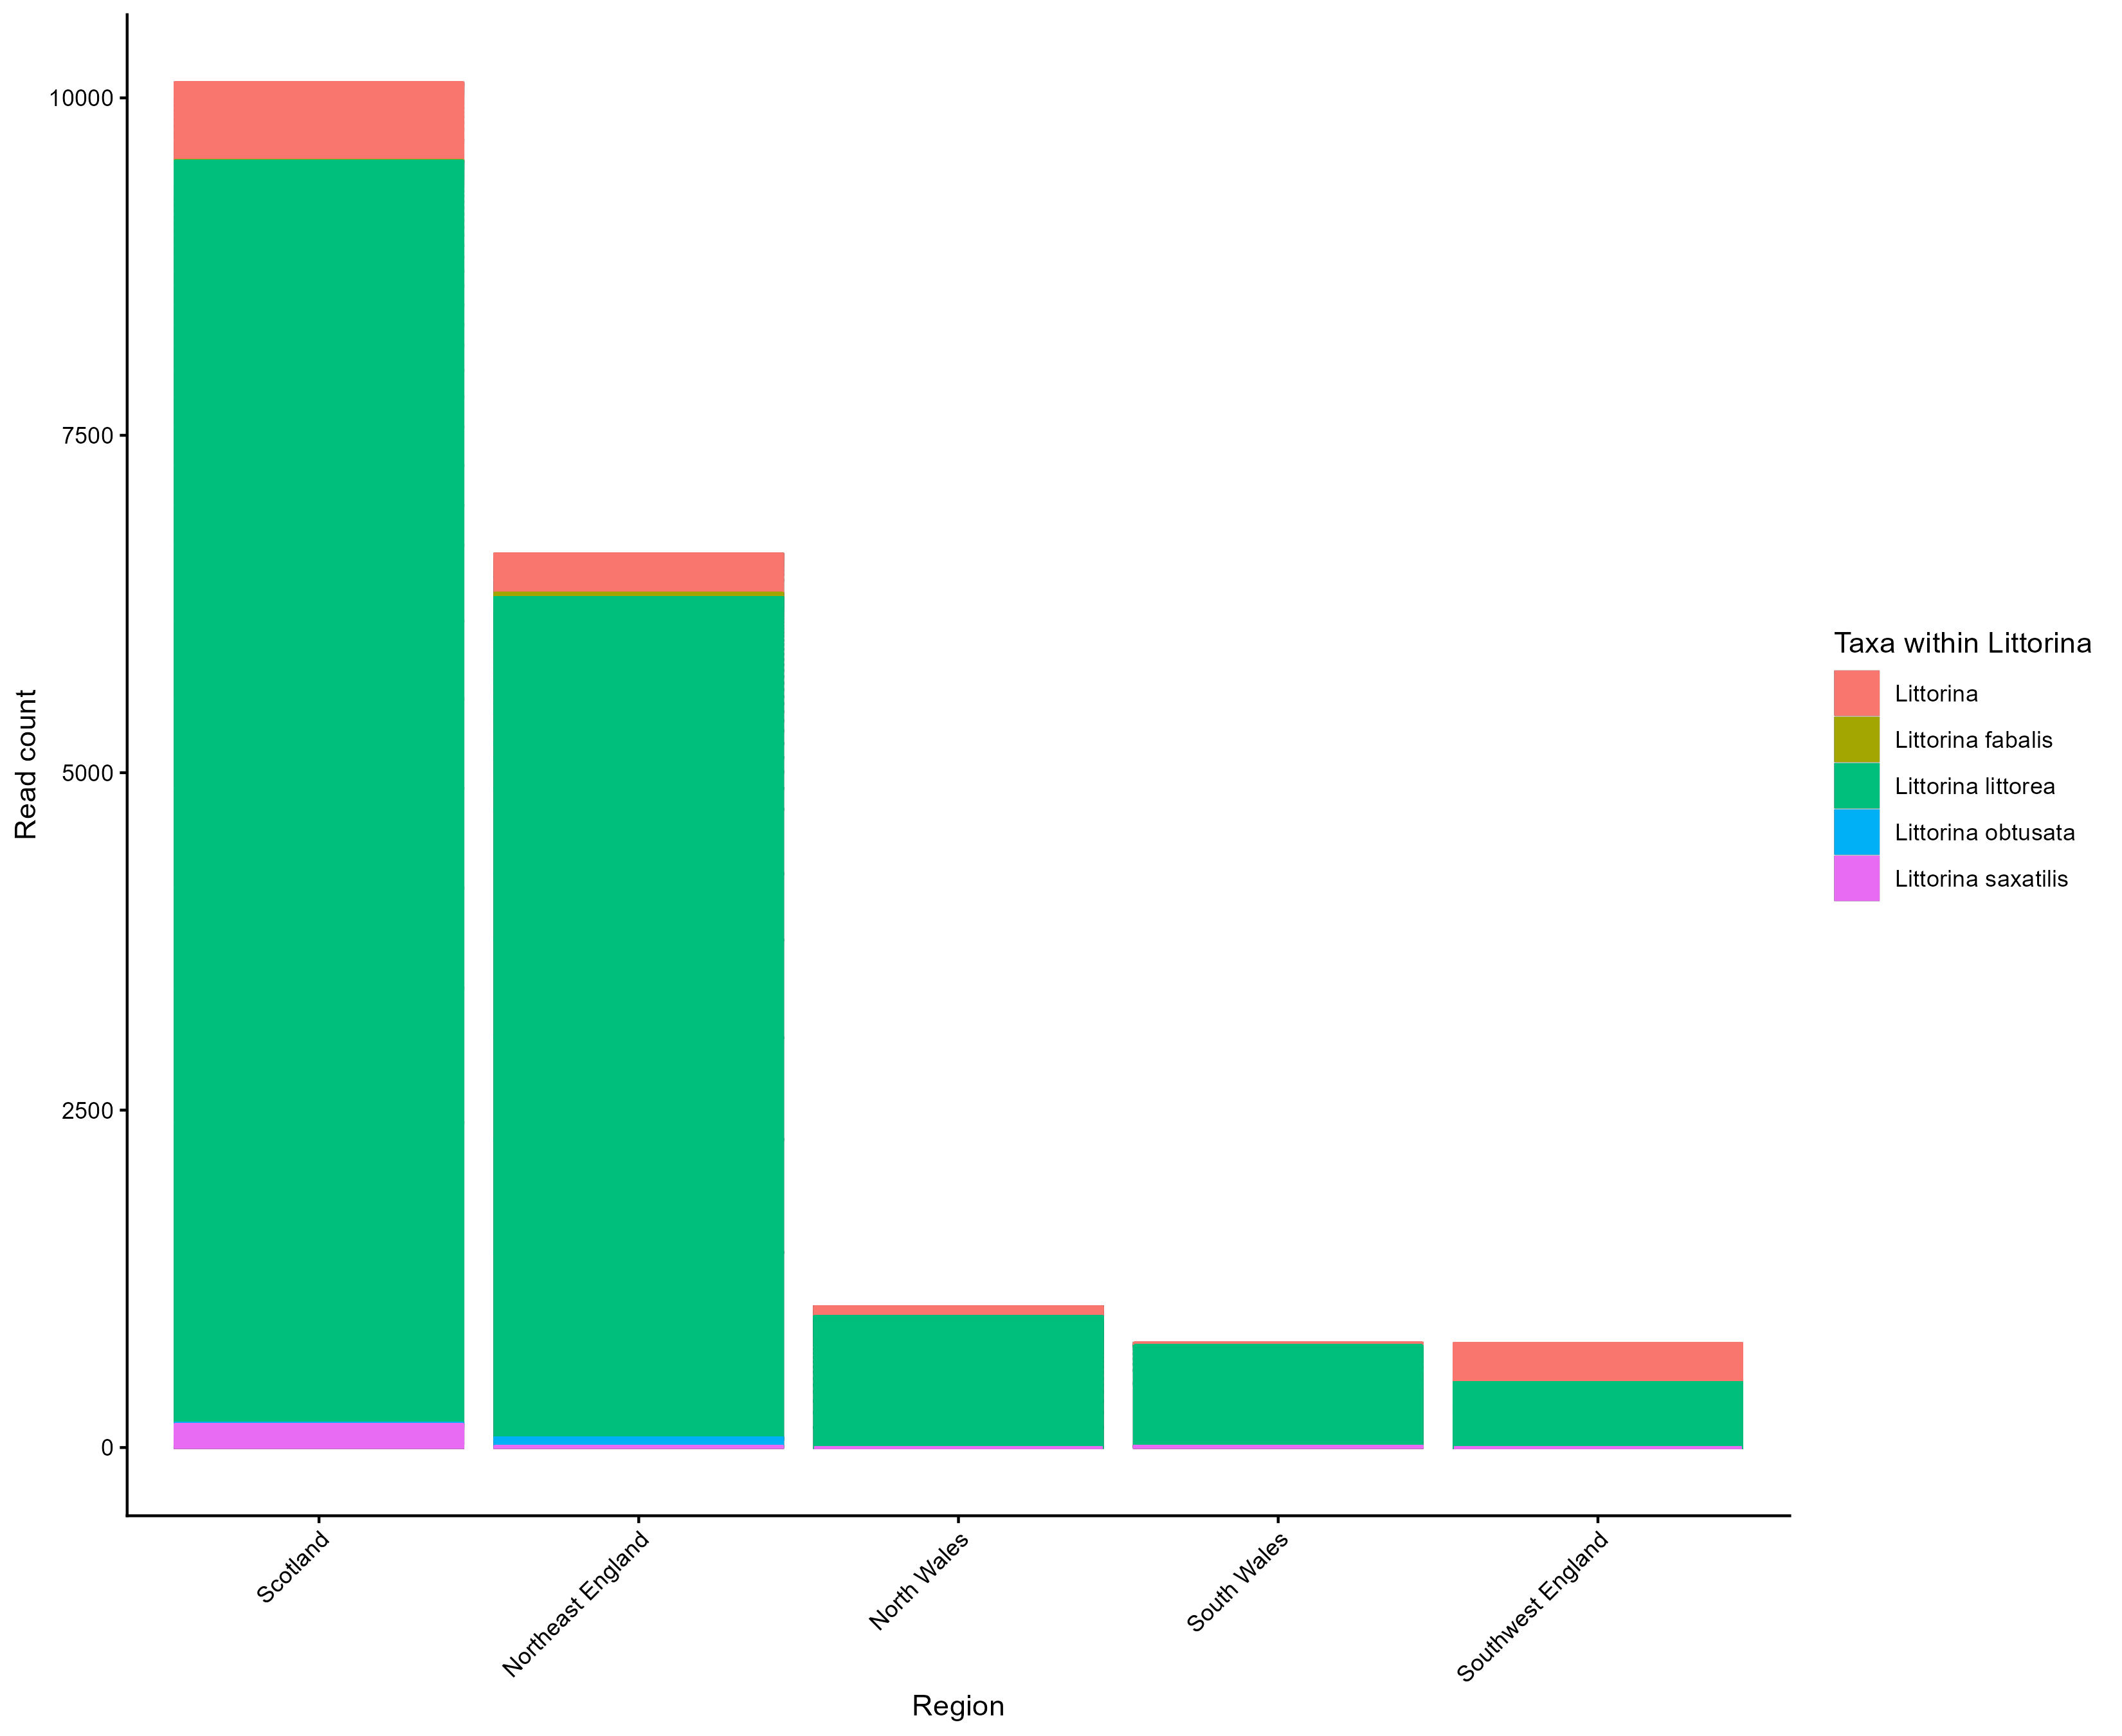 10000
7500
5000
2500
0
Read count
Scotland
Northeast England
North Wales
South Wales
Southwest England
Region
Taxa within Littorina
Littorina
Littorina fabalis
Littorina littorea
Littorina obtusata
Littorina saxatilis